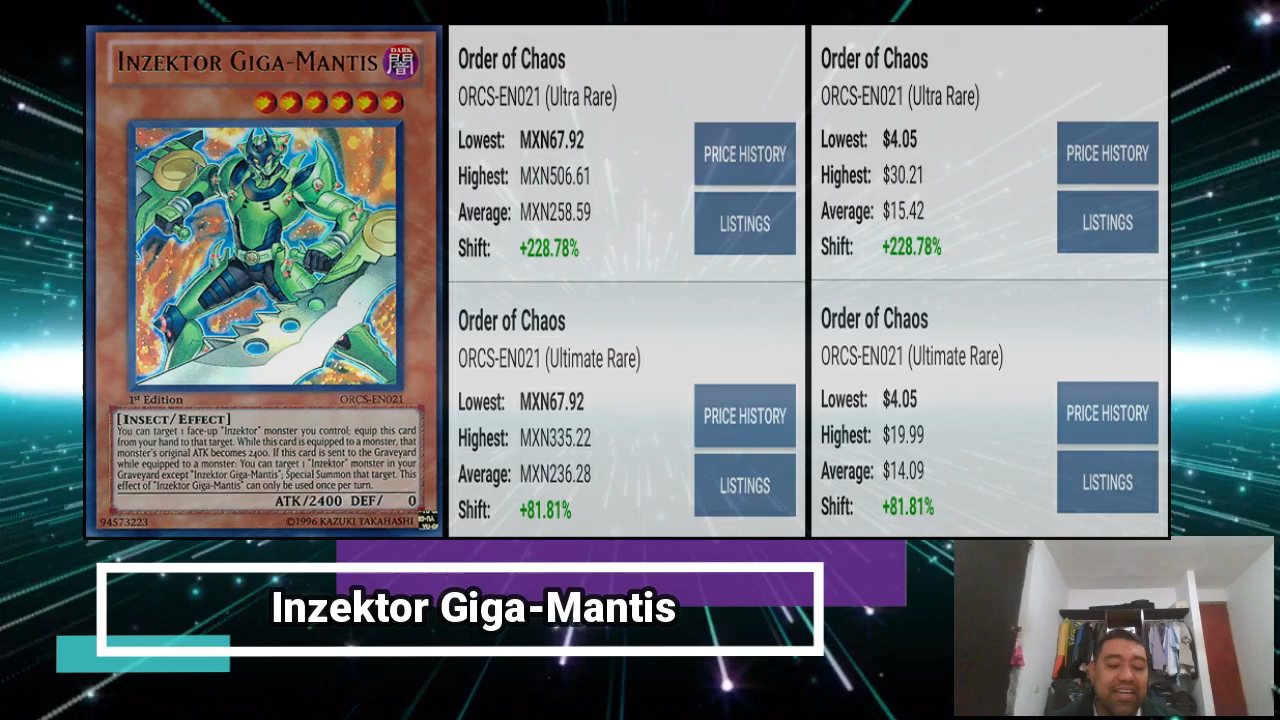 INZEKTOR GIGA-MANTIS
DARK
闇
1st Edition
ORCS-EN021
[INSECT/EFFECT]
You can target 1 face-up "Inzektor" monster you control; equip this card
from your hand to that target. While this card is equipped to a monster, that
monster's original ATK becomes 2400. If this card is sent to the Graveyard
while equipped to a monster: You can target 1 "Inzektor" monster in your
Graveyard except "Inzektor Giga-Mantis"; Special Summon that target. This
effect of "Inzektor Giga-Mantis" can only be used once per turn.
ATK/2400 DEF/ 0
94573223
©1996 KAZUKI TAKAHASHI
Order of Chaos
ORCS-EN021 (Ultra Rare)
Lowest: MXN67.92
Highest: MXN506.61
Average: MXN258.59
Shift: +228.78%
PRICE HISTORY
LISTINGS
Order of Chaos
ORCS-EN021 (Ultra Rare)
Lowest: $4.05
Highest: $30.21
Average: $15.42
Shift: +228.78%
PRICE HISTORY
LISTINGS
Order of Chaos
ORCS-EN021 (Ultimate Rare)
Lowest: MXN67.92
Highest: MXN335.22
Average: MXN236.28
Shift: +81.81%
PRICE HISTORY
LISTINGS
Order of Chaos
ORCS-EN021 (Ultimate Rare)
Lowest: $4.05
Highest: $19.99
Average: $14.09
Shift: +81.81%
PRICE HISTORY
LISTINGS
Inzektor Giga-Mantis